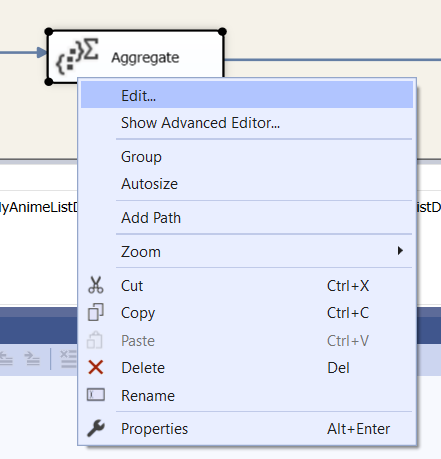 Aggregate
Edit...
Show Advanced Editor...
Group
Autosize
Add Path
Zoom
Cut Ctrl+X
Copy Ctrl+C
Paste Ctrl+V
Delete Del
Rename
Properties Alt+Enter